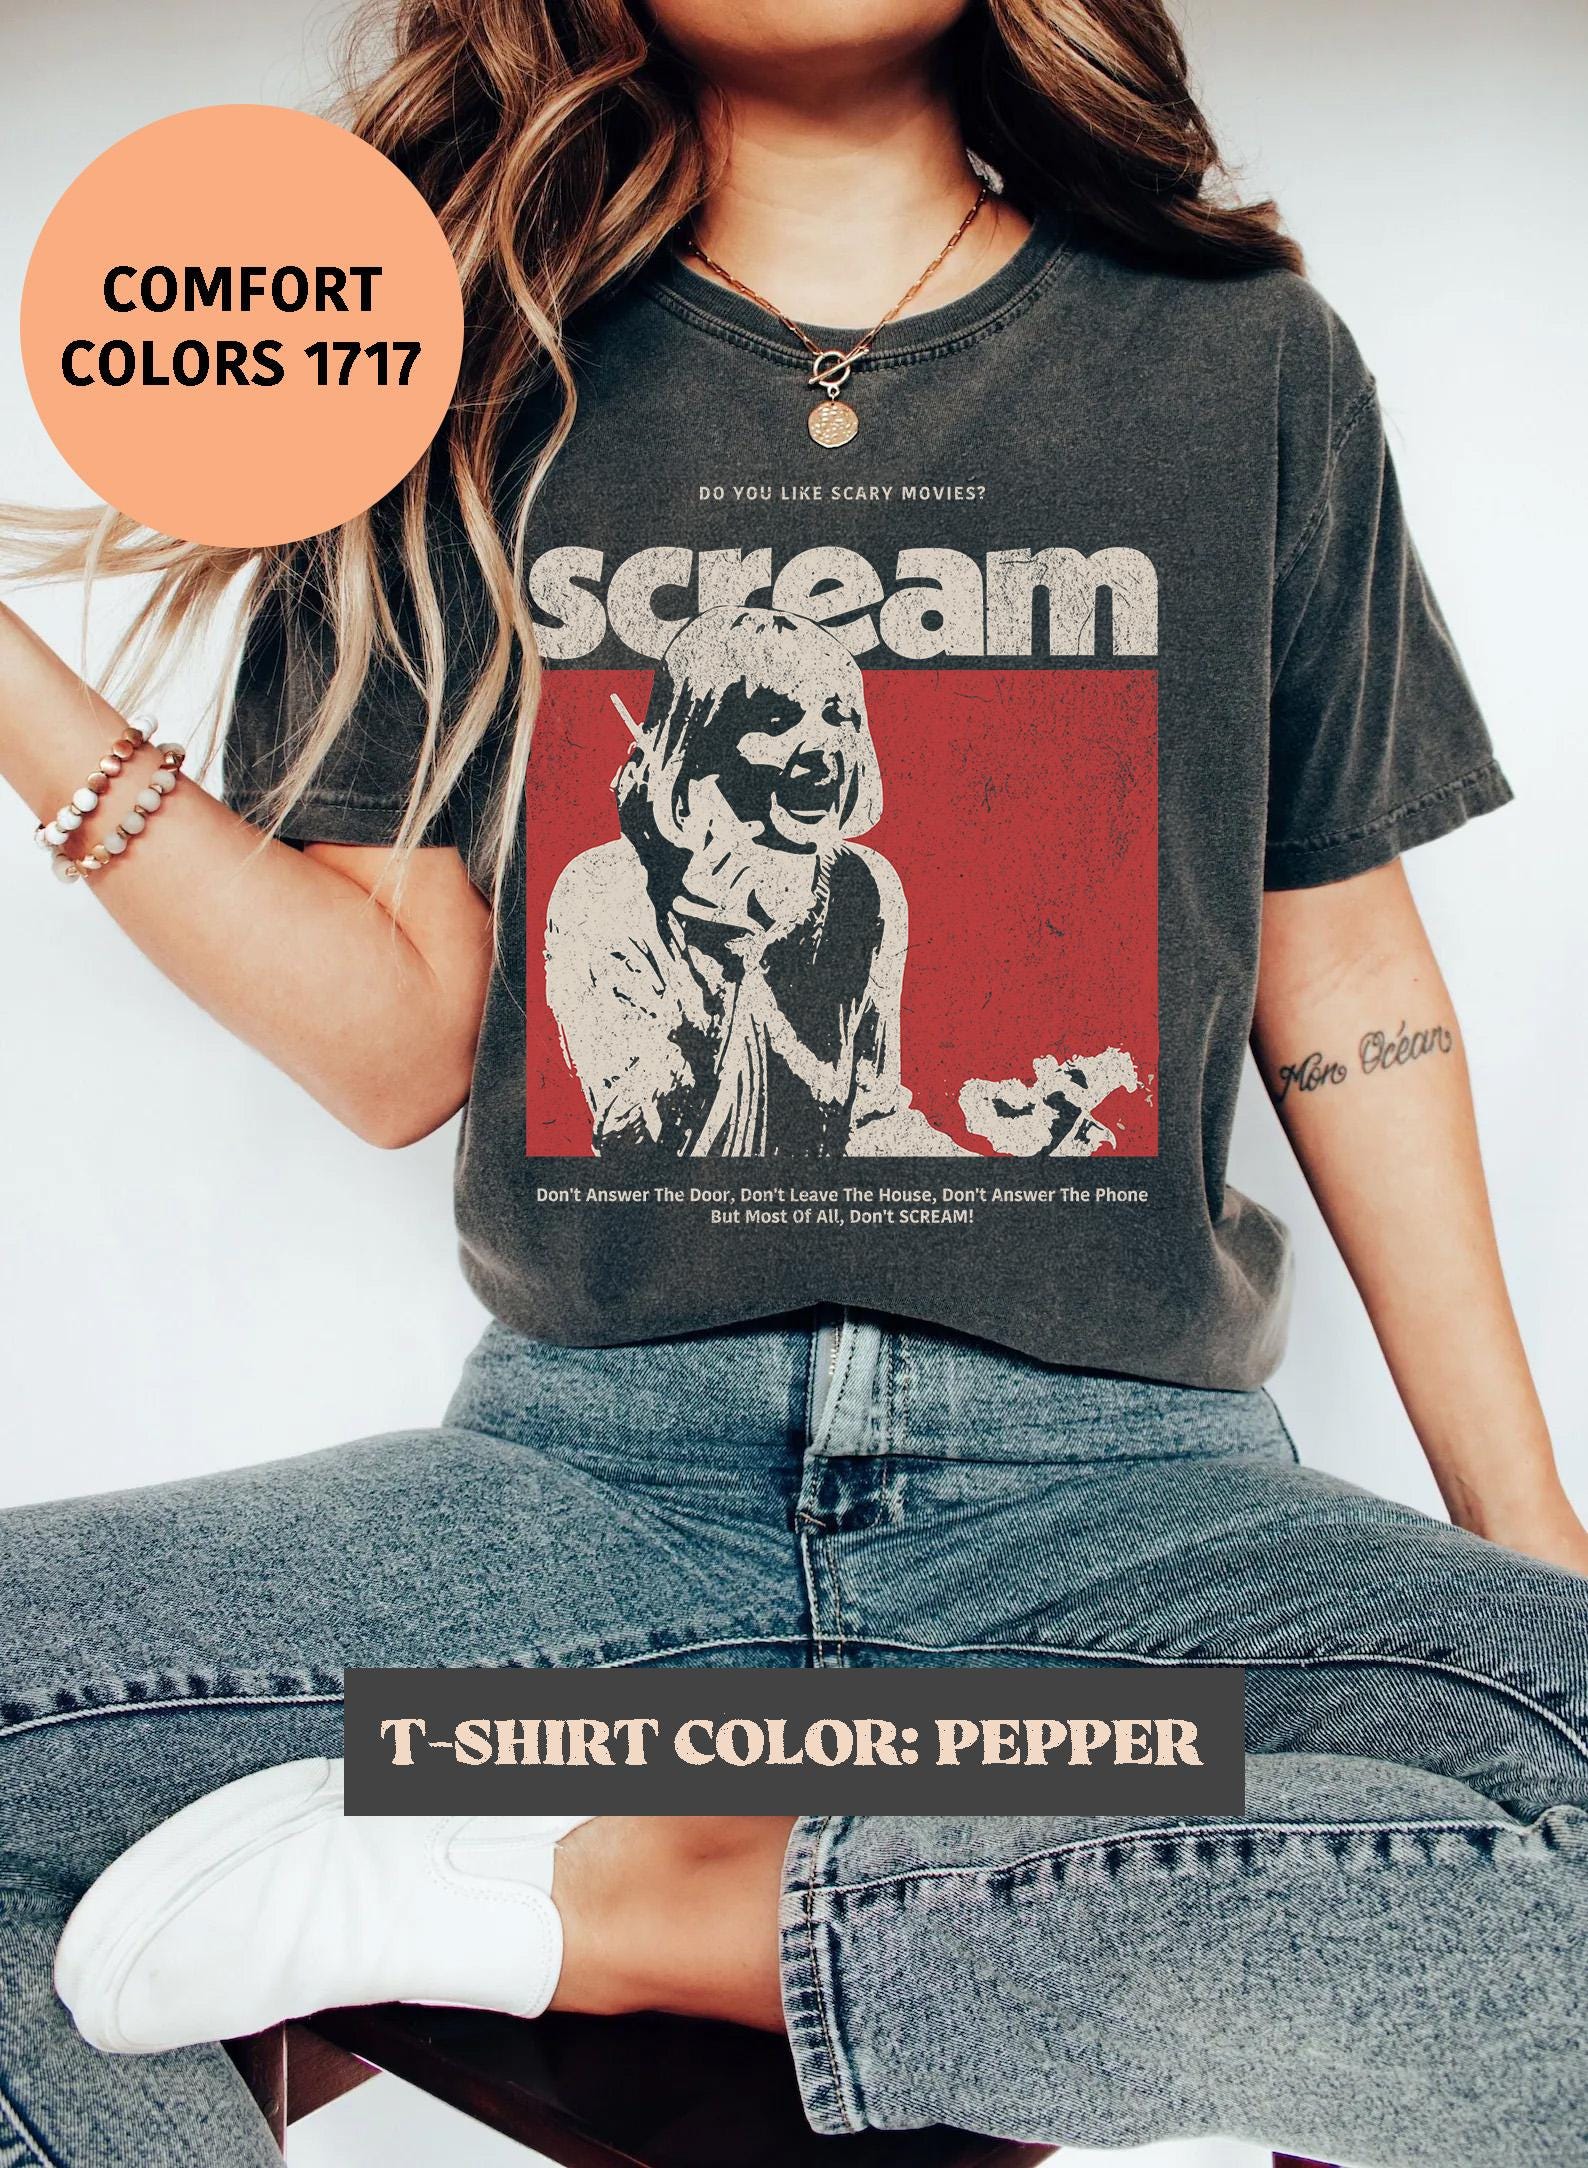 COMFORT
COLORS 1717
DO YOU LIKE SCARY MOVIES?
scream
Don't Answer The Door, Don't Leave The House, Don't Answer The Phone
But Most Of All, Don't SCREAM!
Mon Océan
T-SHIRT COLOR: PEPPER